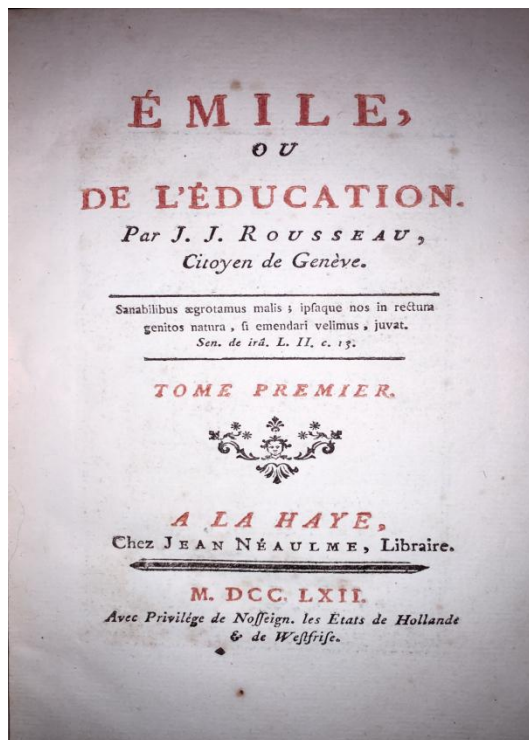 ÉMILE,
OU
DE L'ÉDUCATION.
Par J. J. ROUSSEAU,
Citoyen de Genève.
Sanabilibus ægrotamus malis ; ipſaque nos in rectum
genitos natura , ſi emendari velimus , juvat.
Sen. de irâ. L. II. c. 13.
TOME PREMIER.
A LA HAYE,
Chez JEAN NÉAULME, Libraire.
M. DCC. LXII.
Avec Privilége de Noſſeign. les États de Hollande
& de Weſtfriſe.